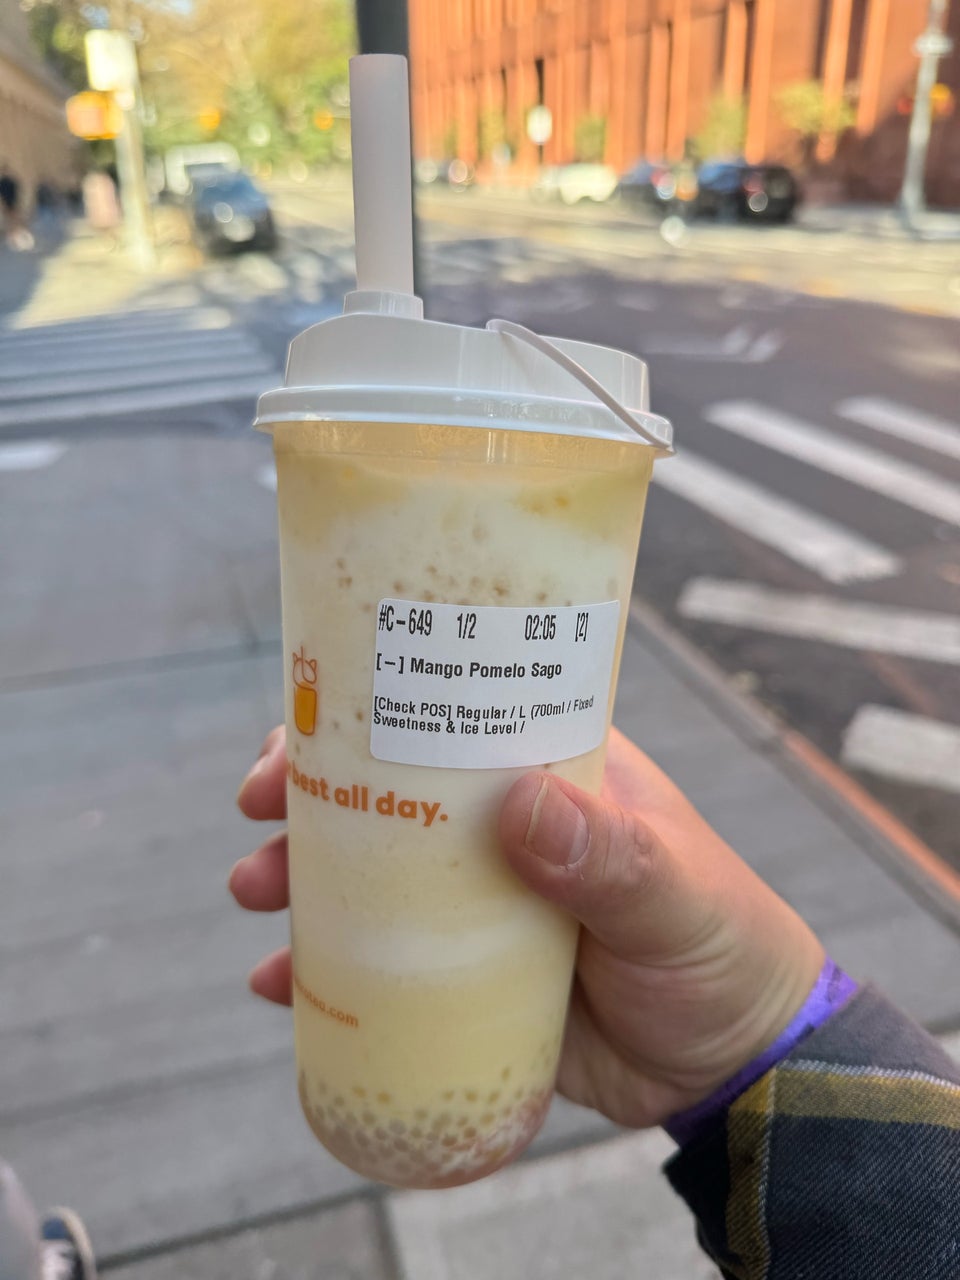 #C-649 1/2 02:05 [2]
[-] Mango Pomelo Sago
[Check POS] Regular / L (700ml / Fixed
Sweetness & Ice Level /
best all day.
.com